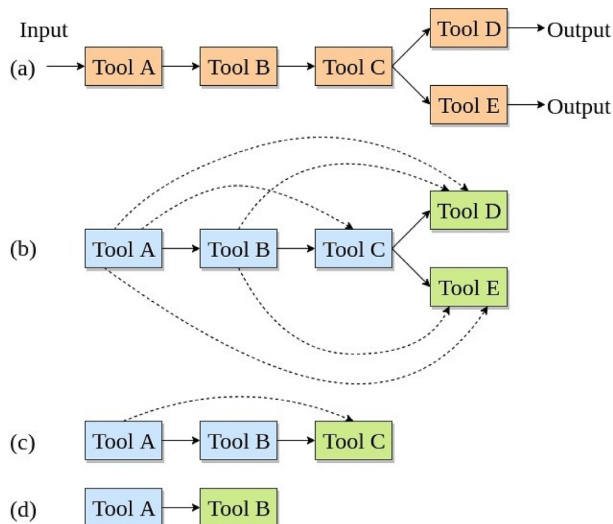 Input
(a) Tool A Tool B Tool C Tool D Output
Tool E Output
(b) Tool A Tool B Tool C Tool D
Tool E
(c) Tool A Tool B Tool C
(d) Tool A Tool B